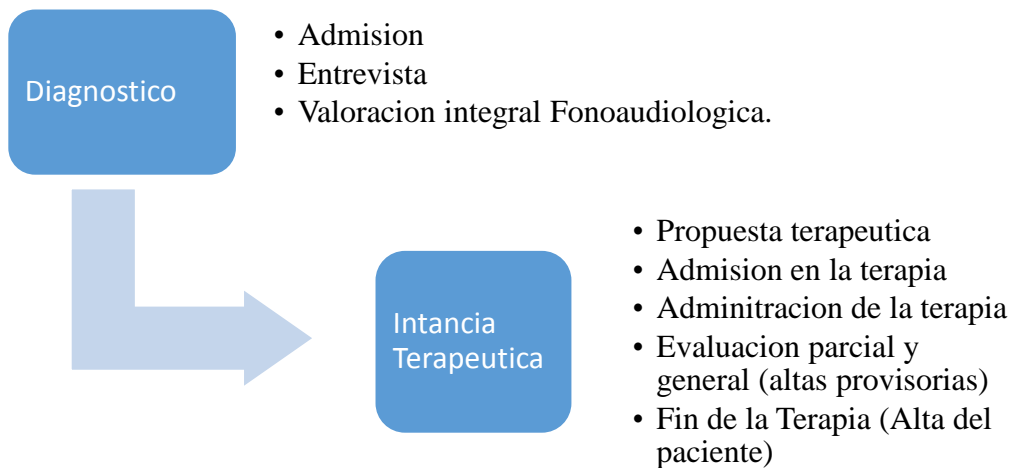 Diagnostico
• Admision
• Entrevista
• Valoracion integral Fonoaudiologica.
Intancia
Terapeutica
• Propuesta terapeutica
• Admision en la terapia
• Adminitracion de la terapia
• Evaluacion parcial y
general (altas provisorias)
• Fin de la Terapia (Alta del
paciente)